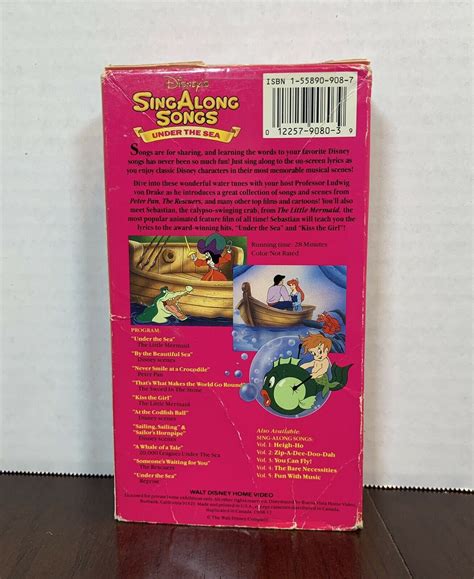 ISBN 1-55890-908-7
0 12257-9080-3 9
DISNEY'S
SING ALONG
SONGS
UNDER THE SEA
Songs are for sharing, and learning the words to your favorite Disney
songs has never been so much fun! Just sing along to the on-screen lyrics as
you enjoy classic Disney characters in their most memorable musical scenes!
Dive into these wonderful water tunes with your host Professor Ludwig
von Drake as he introduces a great collection of songs and scenes from
Peter Pan, The Rescuers, and many other top films and cartoons! You'll also
meet Sebastian, the calypso-swinging crab, from The Little Mermaid, the
most popular animated feature film of all time! Sebastian will teach you the
lyrics to the award-winning hits, "Under the Sea" and "Kiss the Girl"!
Running time: 28 Minutes
Color/Not Rated
PROGRAM:
"Under the Sea"
The Little Mermaid
"By the Beautiful Sea"
Disney scenes
"Never Smile at a Crocodile"
Peter Pan
"That's What Makes the World Go Round"
The Sword In The Stone
"Kiss the Girl"
The Little Mermaid
"At the Codfish Ball"
Disney scenes
"Sailing, Sailing" &
"Sailor's Hornpipe"
Disney scenes
"A Whale of a Tale"
20,000 Leagues Under The Sea
"Someone's Waiting for You"
The Rescuers
"Under the Sea"
Reprise
Also Available:
SING-ALONG SONGS:
Vol. 1: Heigh-Ho
Vol. 2: Zip-A-Dee-Doo-Dah
Vol. 3: You Can Fly!
Vol. 4: The Bare Necessities
Vol. 5: Fun With Music
WALT DISNEY HOME VIDEO
© The Walt Disney Company